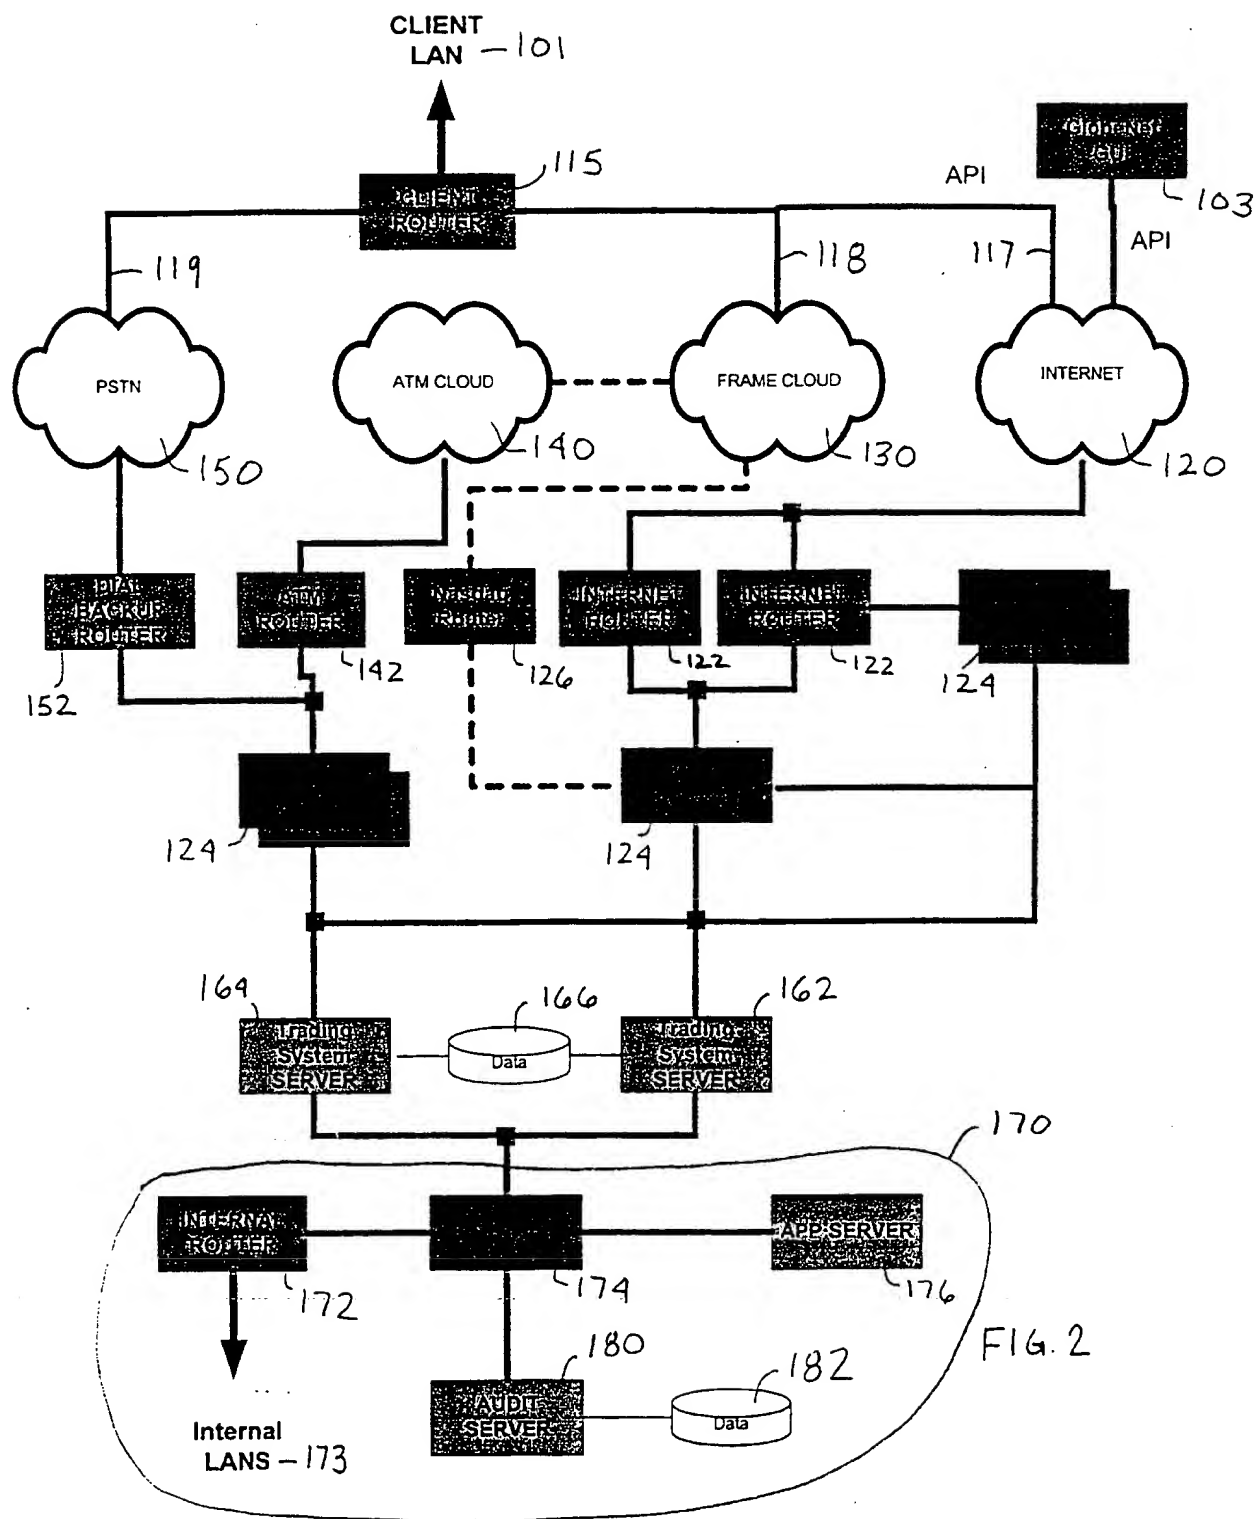 CLIENT
LAN - 101
GlobeNet
GUI
103
115
CLIENT
ROUTER
API
API
119
118
117
PSTN
ATM CLOUD
FRAME CLOUD
INTERNET
150
140
130
120
DIAL
BACKUP
ROUTER
ATM
ROUTER
Nasdaq
Router
INTERNET
ROUTER
INTERNET
ROUTER
152
142
126
122
122
124
124
124
164
166
162
Trading
System
SERVER
Data
Trading
System
SERVER
170
INTERNAL
ROUTER
APP SERVER
172
174
176
180
182
FIG. 2
AUDIT
SERVER
Data
Internal
LANS - 173